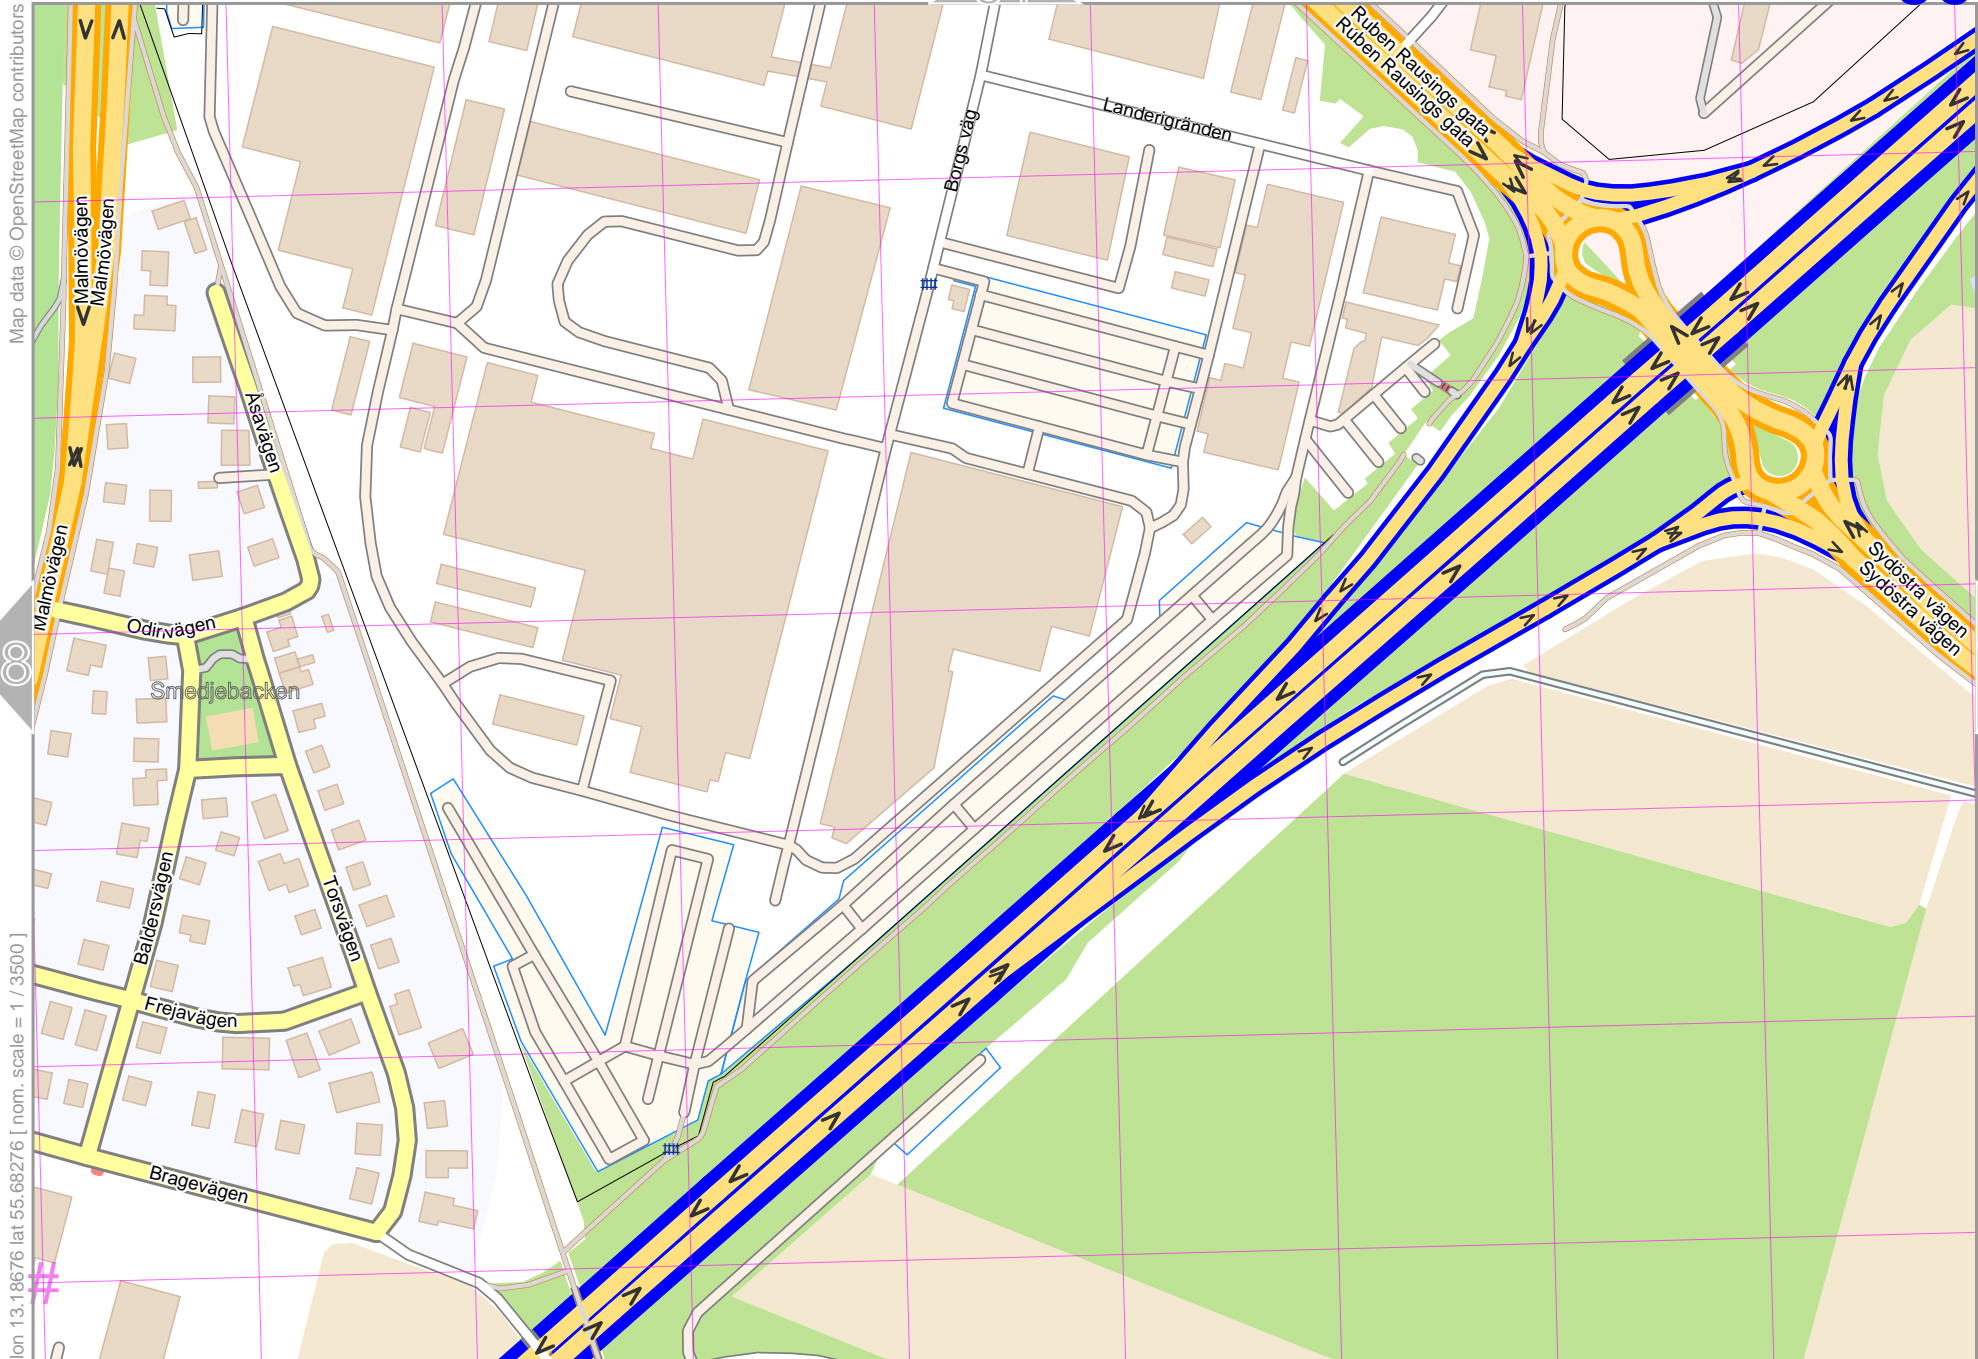 Map data © OpenStreetMap contributors
lon 13.18676 lat 55.68276 [ nom. scale = 1 / 3500 ]
Ruben Rausings gata
Ruben Rausings gata
Landerigränden
Borgs väg
Malmövägen
Malmövägen
Åsavägen
Malmövägen
Odinvägen
Smedjebacken
Sydöstra vägen
Sydöstra vägen
Baldersvägen
Torsvägen
Frejavägen
Bragevägen
#